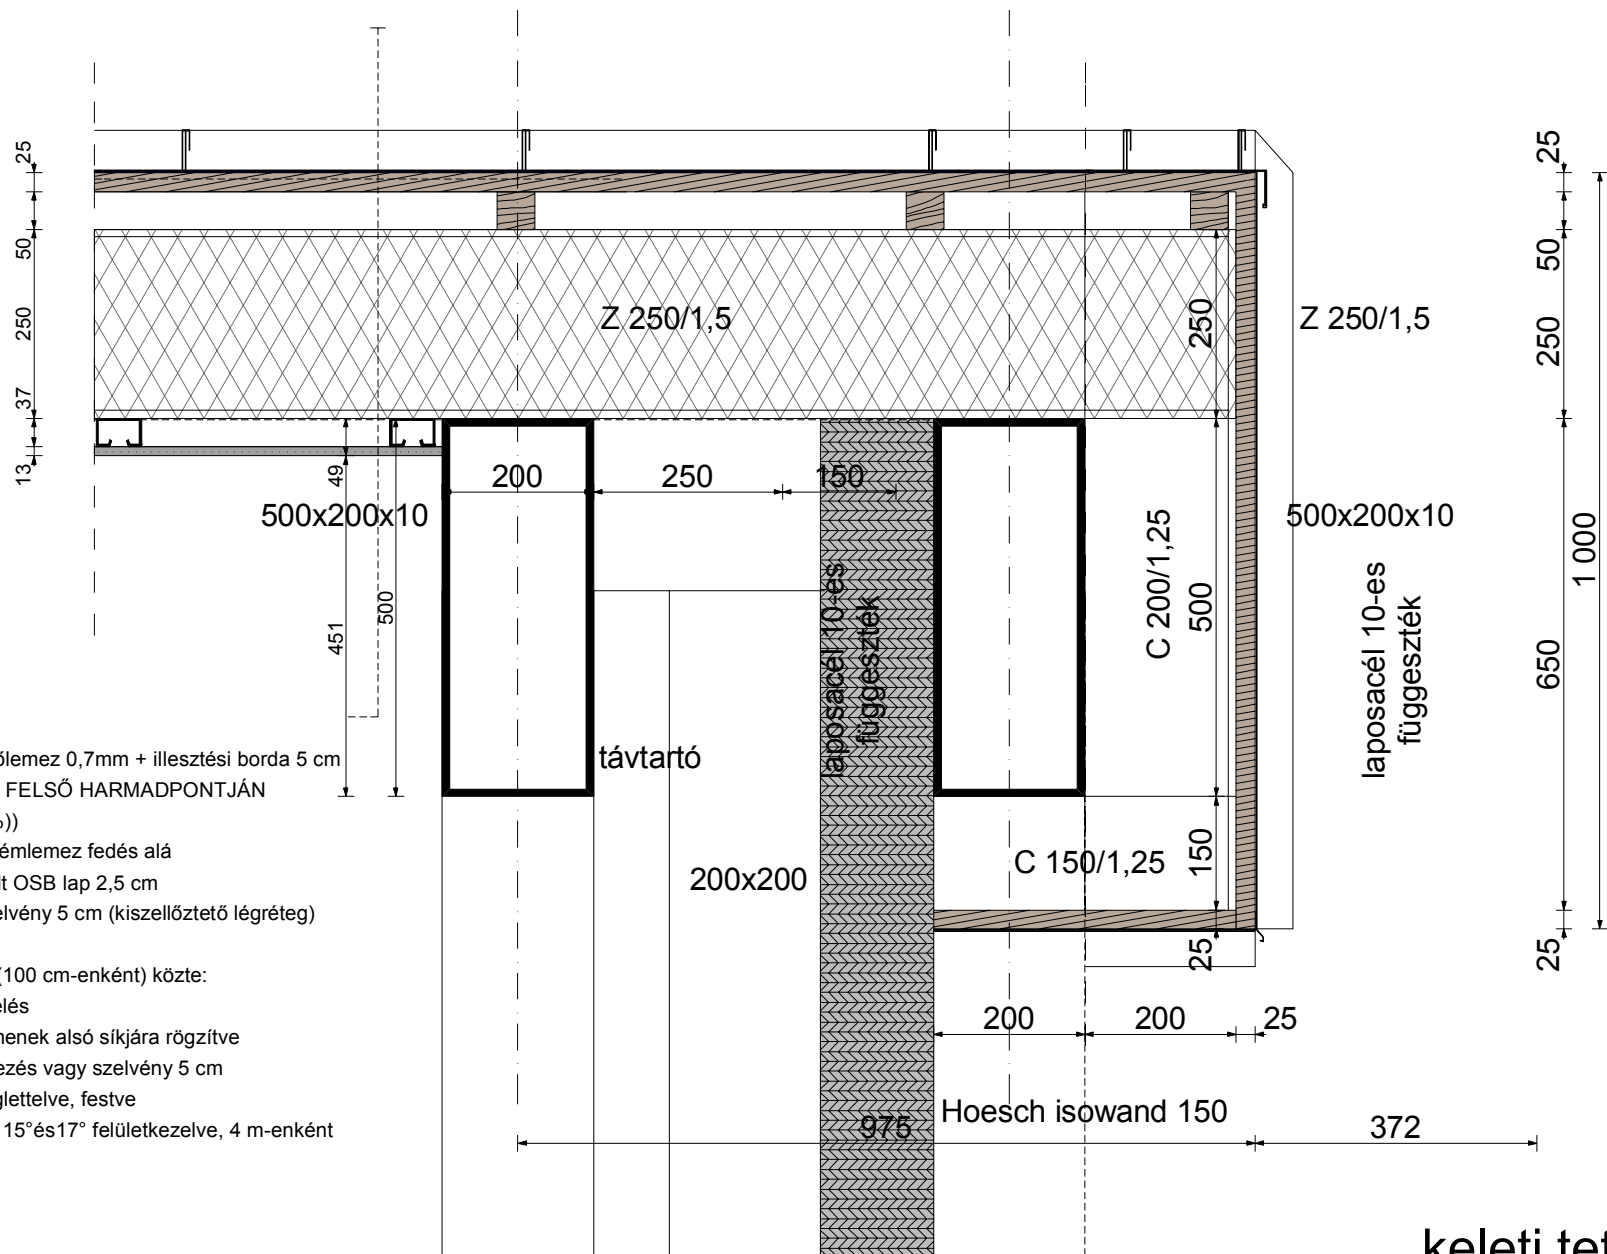 25
50
250
37
13
25
50
250
650
25
1 000
Z 250/1,5
250
Z 250/1,5
200
250
150
49
500x200x10
500x200x10
451
500
C 200/1,25
500
laposacél 10-es
függeszték
laposacél 10-es
függeszték
távtartó
200x200
C 150/1,25
150
25
200
200
25
Hoesch isowand 150
975
372
lemez 0,7mm + illesztési borda 5 cm
FELSŐ HARMADPONTJÁN
))
émlemez fedés alá
lt OSB lap 2,5 cm
elvény 5 cm (kiszellőztető légréteg)
(100 cm-enként) közte:
elés
menek alsó síkjára rögzítve
ezés vagy szelvény 5 cm
glettelve, festve
15°és17° felületkezelve, 4 m-enként
keleti tet